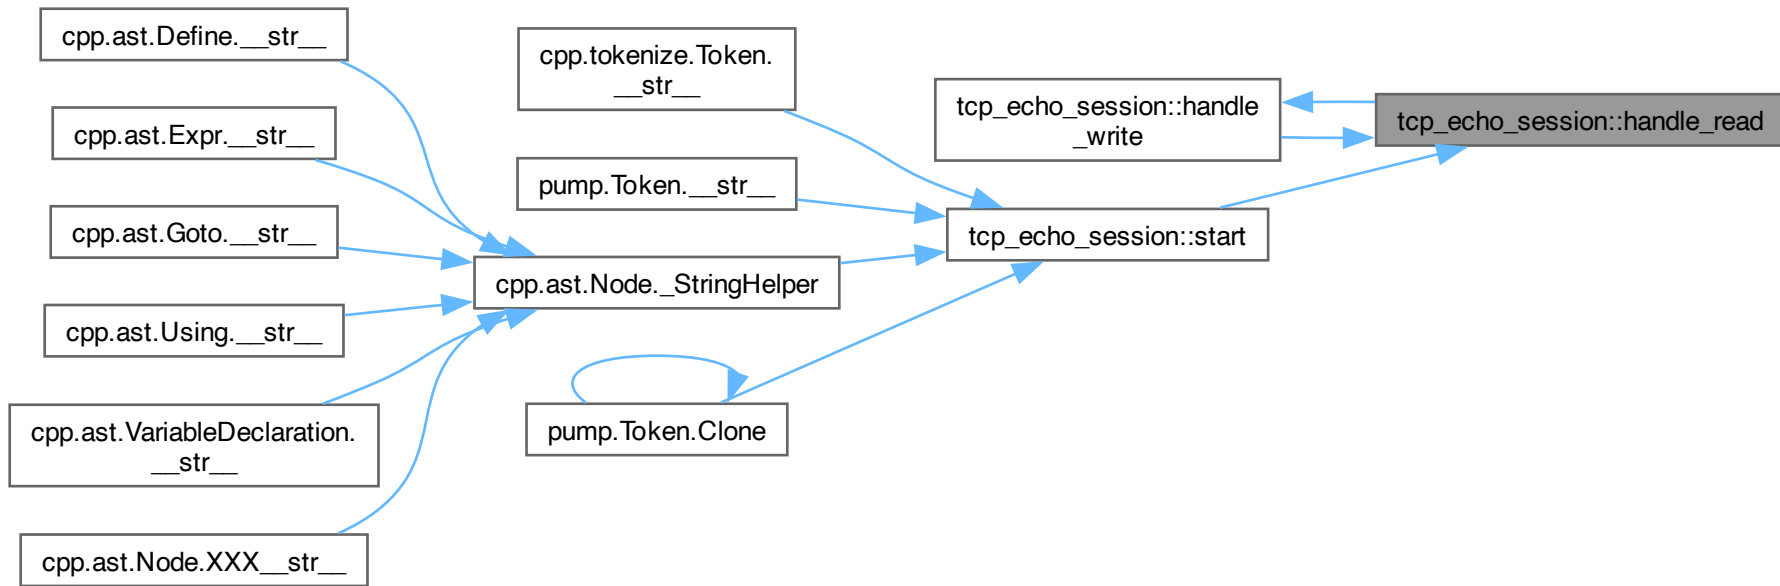 cpp.ast.Define.__str__
cpp.ast.Expr.__str__
cpp.ast.Goto.__str__
cpp.ast.Using.__str__
cpp.ast.VariableDeclaration.
__str__
cpp.ast.Node.XXX__str__
cpp.tokenize.Token.
__str__
pump.Token.__str__
cpp.ast.Node._StringHelper
pump.Token.Clone
tcp_echo_session::handle
_write
tcp_echo_session::start
tcp_echo_session::handle_read